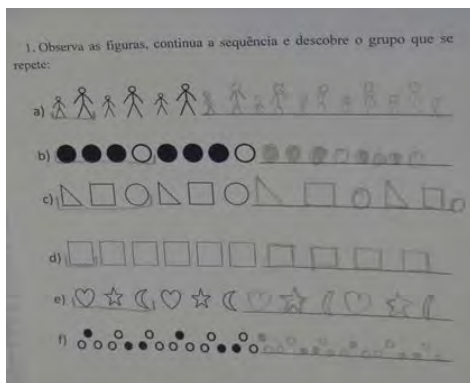 1. Observa as figuras, continua a sequência e descobre o grupo que se
repete:
a)
b)
c)
d)
e)
f)